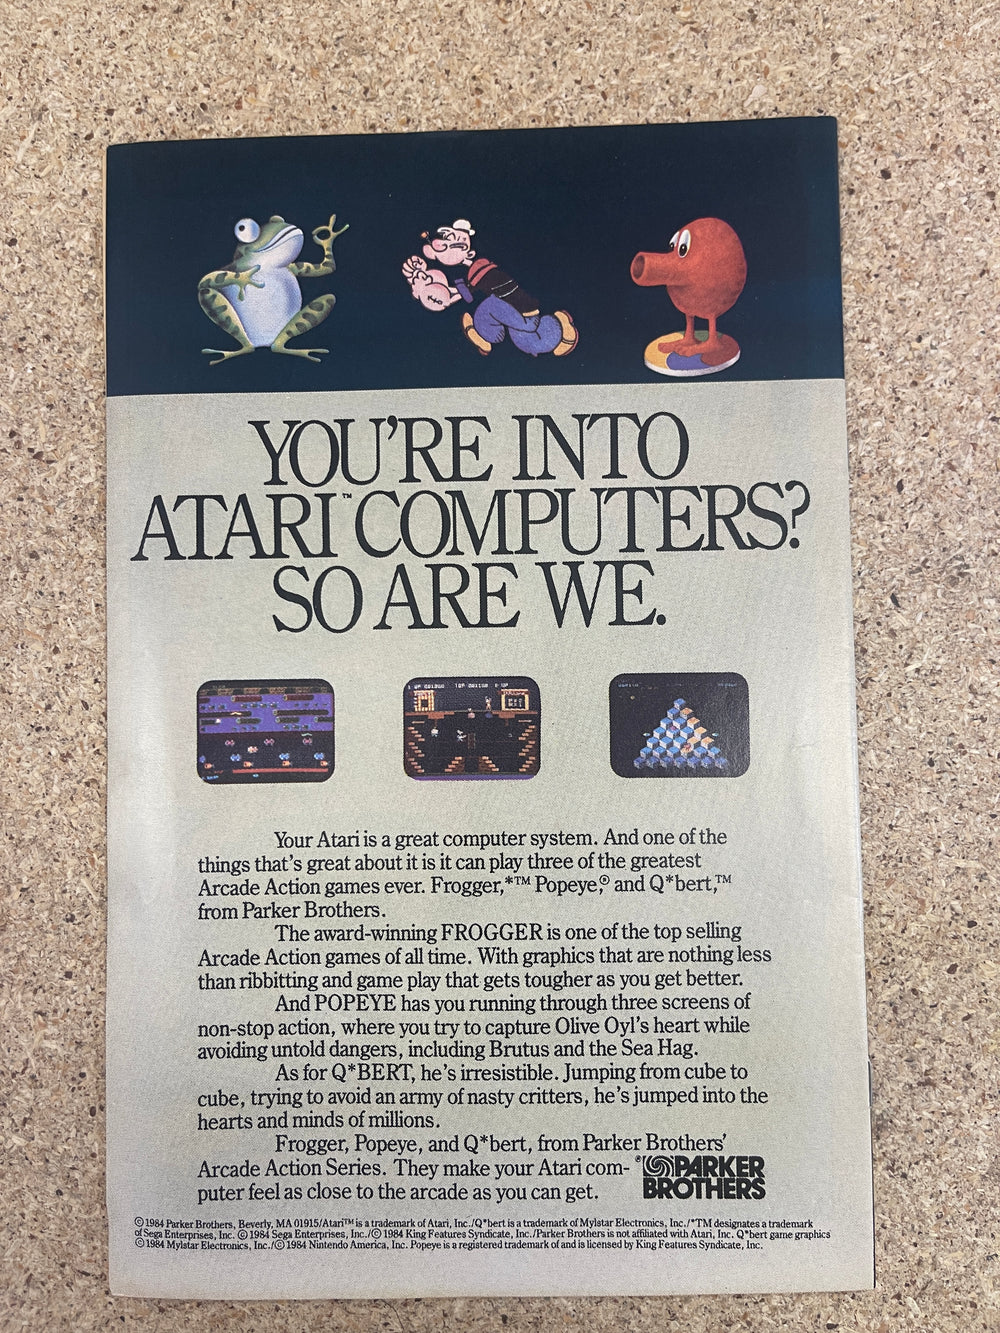 YOU'RE INTO
ATARI™ COMPUTERS?
SO ARE WE.
Your Atari is a great computer system. And one of the
things that's great about it is it can play three of the greatest
Arcade Action games ever. Frogger,*™ Popeye,® and Q*bert,™
from Parker Brothers.
The award-winning FROGGER is one of the top selling
Arcade Action games of all time. With graphics that are nothing less
than ribbitting and game play that gets tougher as you get better.
And POPEYE has you running through three screens of
non-stop action, where you try to capture Olive Oyl's heart while
avoiding untold dangers, including Brutus and the Sea Hag.
As for Q*BERT, he's irresistible. Jumping from cube to
cube, trying to avoid an army of nasty critters, he's jumped into the
hearts and minds of millions.
Frogger, Popeye, and Q*bert, from Parker Brothers'
Arcade Action Series. They make your Atari com-
puter feel as close to the arcade as you can get.
®PARKER
BROTHERS
©1984 Parker Brothers, Beverly, MA 01915/Atari™ is a trademark of Atari, Inc./Q*bert is a trademark of Mylstar Electronics, Inc./*TM designates a trademark
of Sega Enterprises, Inc. ©1984 Sega Enterprises, Inc./©1984 King Features Syndicate, Inc./Parker Brothers is not affiliated with Atari, Inc. Q*bert game graphics
©1984 Mylstar Electronics, Inc./©1984 Nintendo America, Inc. Popeye is a registered trademark of and is licensed by King Features Syndicate, Inc.